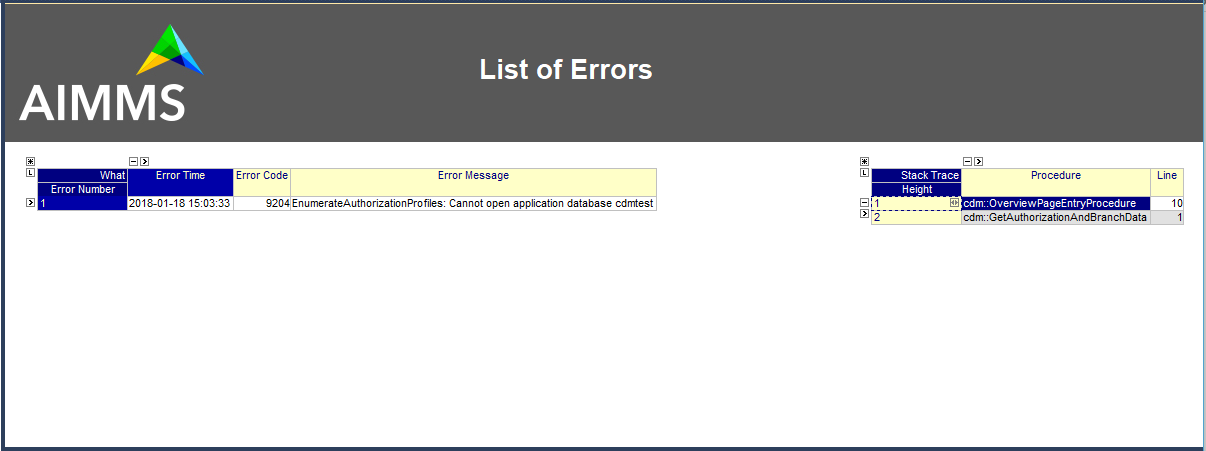 AIMMS
List of Errors
What Error Time Error Code Error Message
Error Number
1 2018-01-18 15:03:33 9204 EnumerateAuthorizationProfiles: Cannot open application database cdmtest
Stack Trace Procedure Line
Height
1 cdm::OverviewPageEntryProcedure 10
2 cdm::GetAuthorizationAndBranchData 1